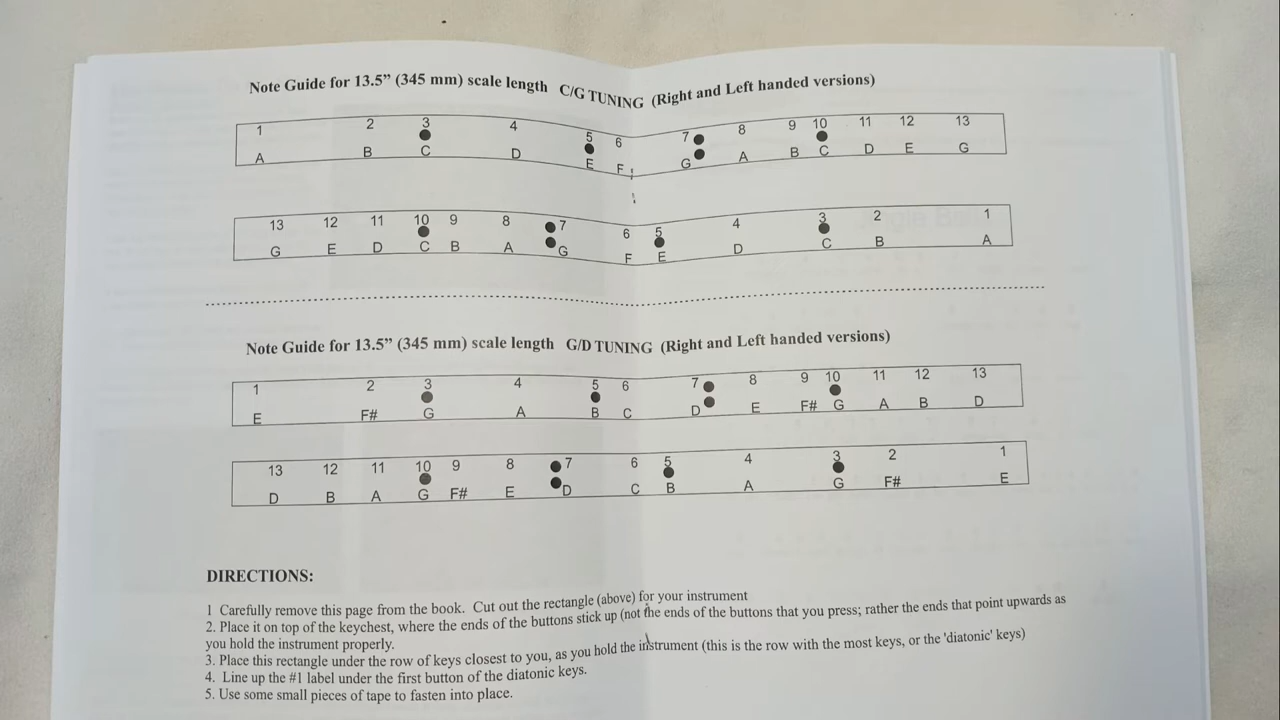 Note Guide for 13.5” (345 mm) scale length C/G TUNING (Right and Left handed versions)
1 2 3 4 5 6 7 8 9 10 11 12 13
A B C D E F G A B C D E G
13 12 11 10 9 8 7 6 5 4 3 2 1
G E D C B A G F E D C B A
Note Guide for 13.5” (345 mm) scale length G/D TUNING (Right and Left handed versions)
1 2 3 4 5 6 7 8 9 10 11 12 13
E F# G A B C D E F# G A B D
13 12 11 10 9 8 7 6 5 4 3 2 1
D B A G F# E D C B A G F# E
DIRECTIONS:
1 Carefully remove this page from the book. Cut out the rectangle (above) for your instrument
2. Place it on top of the keychest, where the ends of the buttons stick up (not the ends of the buttons that you press; rather the ends that point upwards as
you hold the instrument properly.
3. Place this rectangle under the row of keys closest to you, as you hold the instrument (this is the row with the most keys, or the 'diatonic' keys)
4. Line up the #1 label under the first button of the diatonic keys.
5. Use some small pieces of tape to fasten into place.